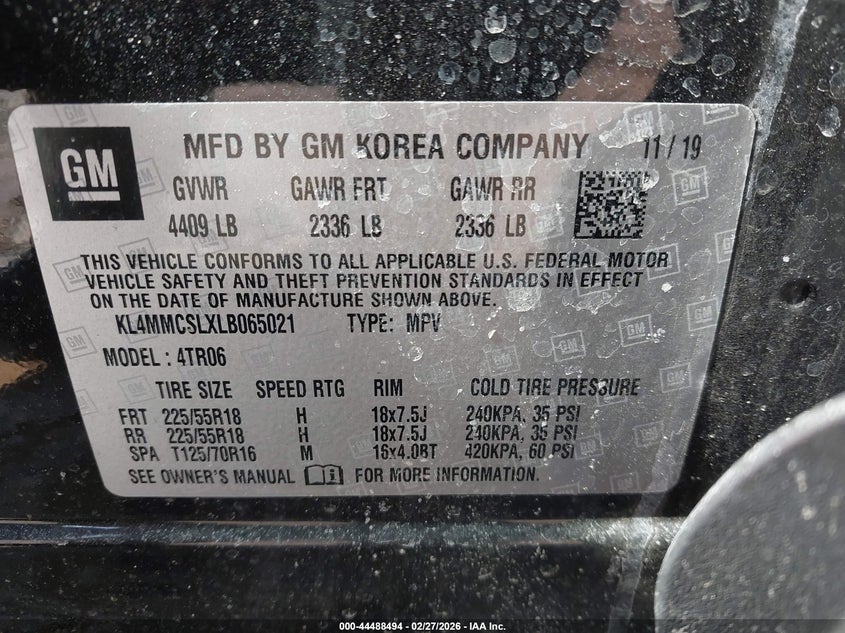 GM
MFD BY GM KOREA COMPANY 11/19
GVWR GAWR FRT GAWR RR
4409 LB 2336 LB 2336 LB
THIS VEHICLE CONFORMS TO ALL APPLICABLE U.S. FEDERAL MOTOR
VEHICLE SAFETY AND THEFT PREVENTION STANDARDS IN EFFECT
ON THE DATE OF MANUFACTURE SHOWN ABOVE.
KL4MMCSLXLB065021 TYPE: MPV
MODEL : 4TR06
TIRE SIZE SPEED RTG RIM COLD TIRE PRESSURE
FRT 225/55R18 H 18x7.5J 240KPA, 35 PSI
RR 225/55R18 H 18x7.5J 240KPA, 35 PSI
SPA T125/70R16 M 16x4.0BT 420KPA, 60 PSI
SEE OWNER'S MANUAL FOR MORE INFORMATION.
000-44488494 - 02/27/2026 - IAA Inc.